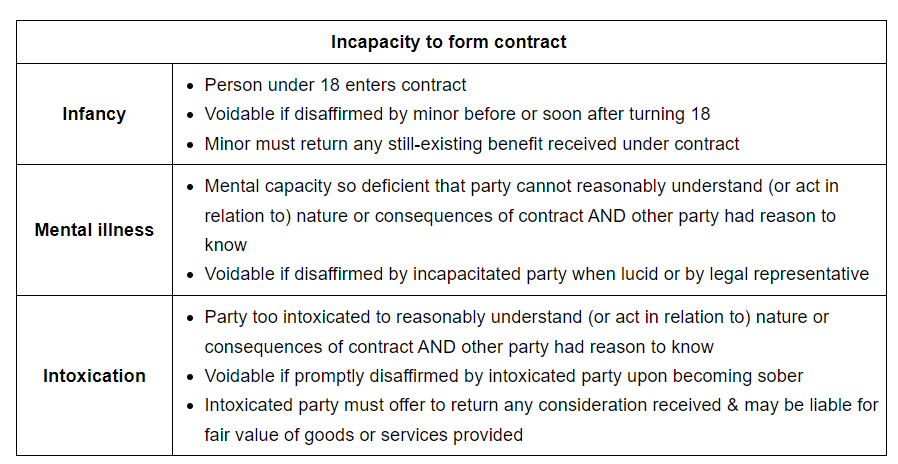 Incapacity to form contract
Infancy
• Person under 18 enters contract
• Voidable if disaffirmed by minor before or soon after turning 18
• Minor must return any still-existing benefit received under contract
Mental illness
• Mental capacity so deficient that party cannot reasonably understand (or act in
relation to) nature or consequences of contract AND other party had reason to
know
• Voidable if disaffirmed by incapacitated party when lucid or by legal representative
Intoxication
• Party too intoxicated to reasonably understand (or act in relation to) nature or
consequences of contract AND other party had reason to know
• Voidable if promptly disaffirmed by intoxicated party upon becoming sober
• Intoxicated party must offer to return any consideration received & may be liable for
fair value of goods or services provided